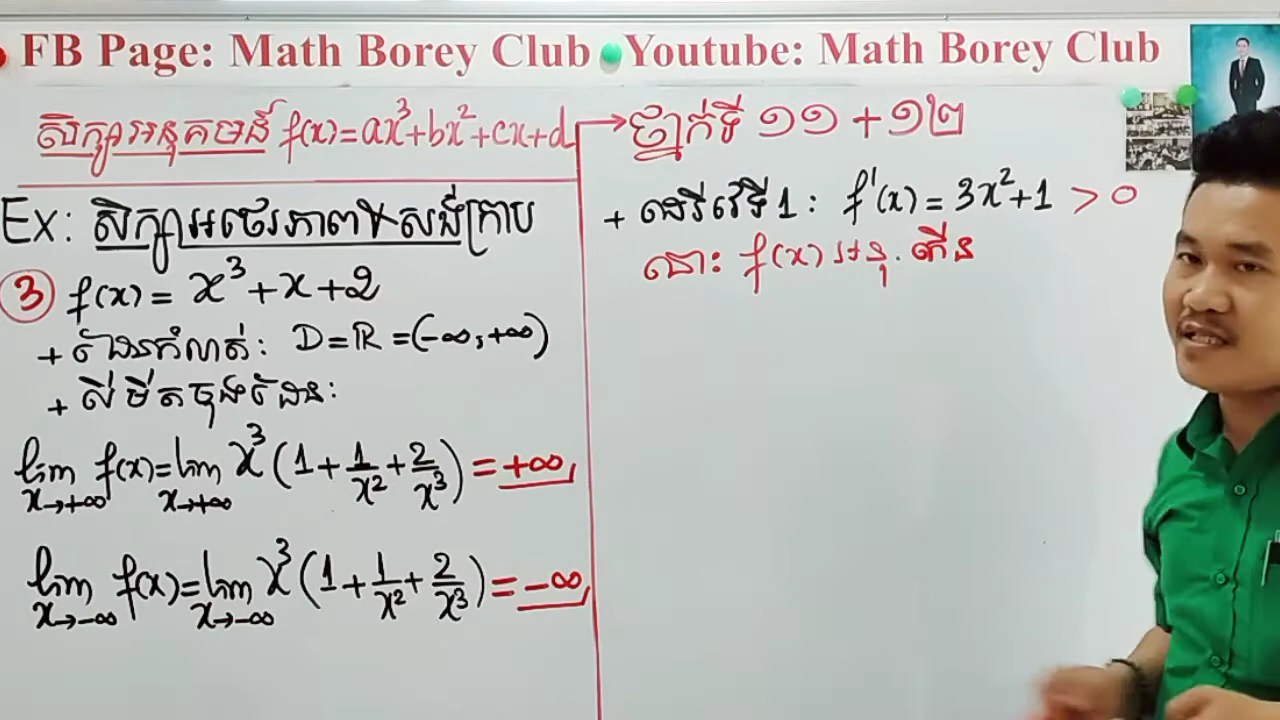 FB Page: Math Borey Club Youtube: Math Borey Club
សិក្សាអនុគមន៍ f(x)=ax³+bx²+cx+d
ថ្នាក់ទី ១១+១២
Ex: សិក្សាអថេរភាព&សង់ក្រាប
3 f(x)= x³+x+2
+ ដែនកំណត់: D=ℝ=(-∞,+∞)
+ លីមីតចុងដែន:
lim x→+∞ f(x)=lim x→+∞ x³(1+1/x²+2/x³)=+∞
lim x→-∞ f(x)=lim x→-∞ x³(1+1/x²+2/x³)=-∞
+ ដេរីវេទី1: f'(x)=3x²+1 >0
នោះ: f(x) អនុ. កើន